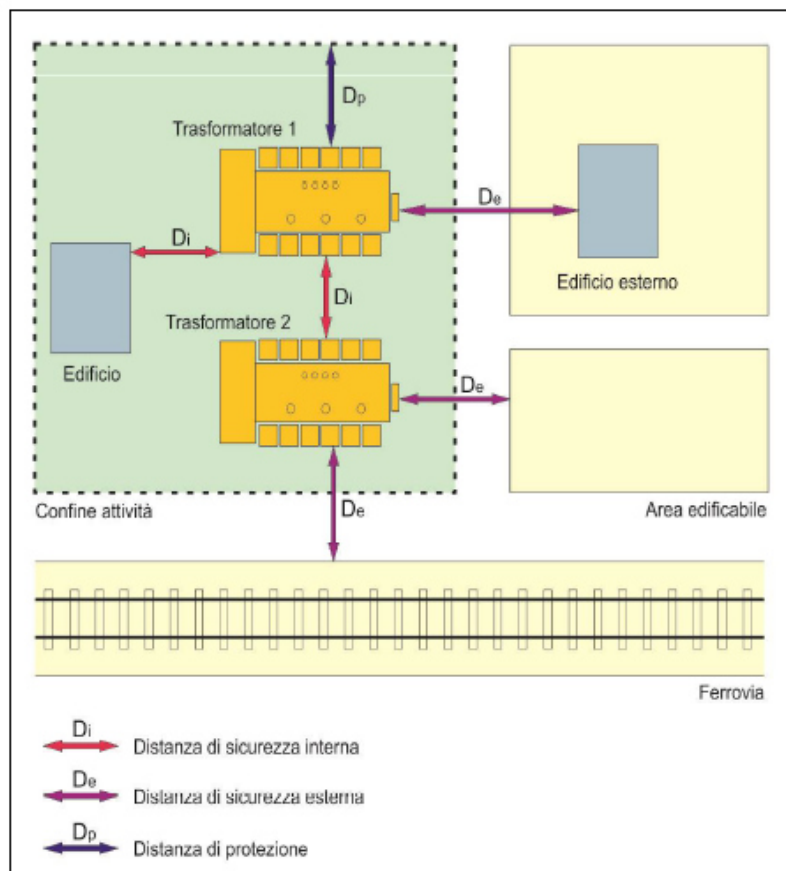 Dp
Trasformatore 1
De
Di
Edificio esterno
Di
Trasformatore 2
Edificio
De
Confine attività
De
Area edificabile
Ferrovia
Di
Distanza di sicurezza interna
De
Distanza di sicurezza esterna
Dp
Distanza di protezione